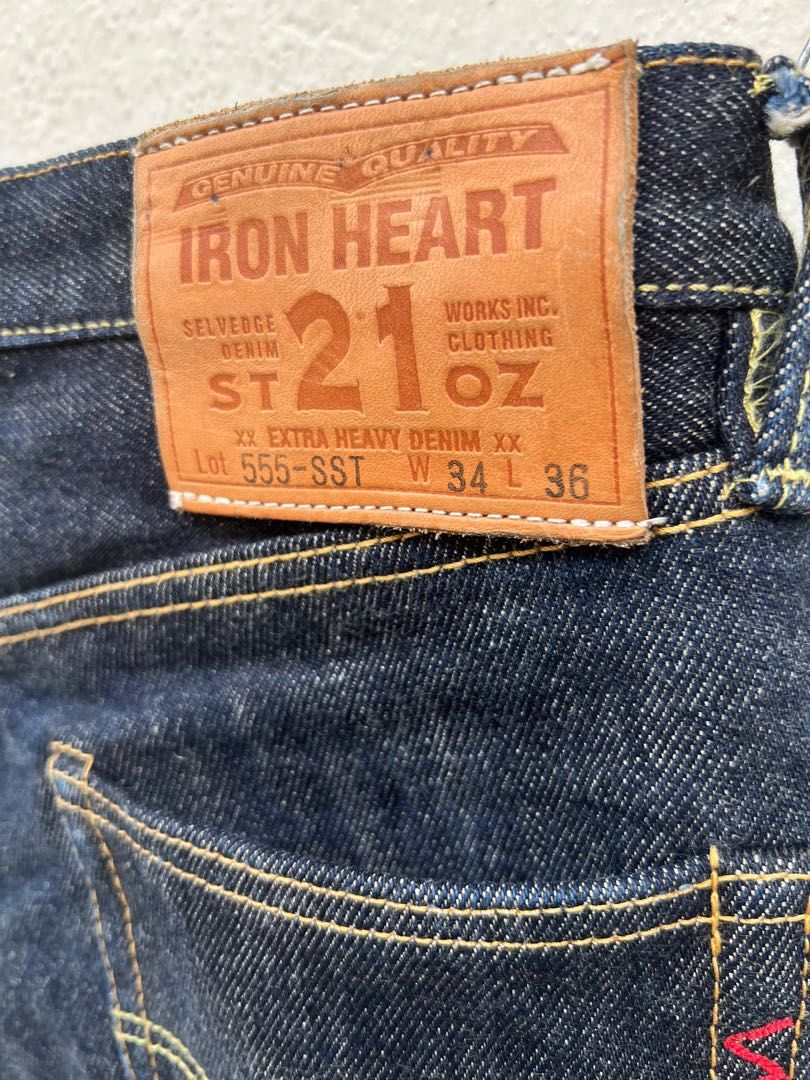 GENUINE QUALITY
IRON HEART
SELVEDGE DENIM
ST 21 OZ
WORKS INC. CLOTHING
XX EXTRA HEAVY DENIM XX
Lot 555-SST W 34 L 36